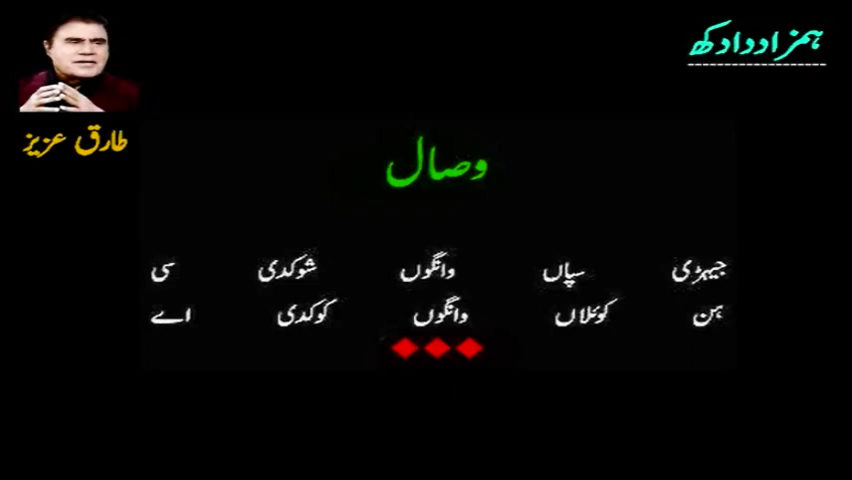 ہمزاد دا دکھ
طارق عزیز
وصال
جیہڑی سپاں وانگوں شوکدی سی
ہن کوئلاں وانگوں کوکدی اے